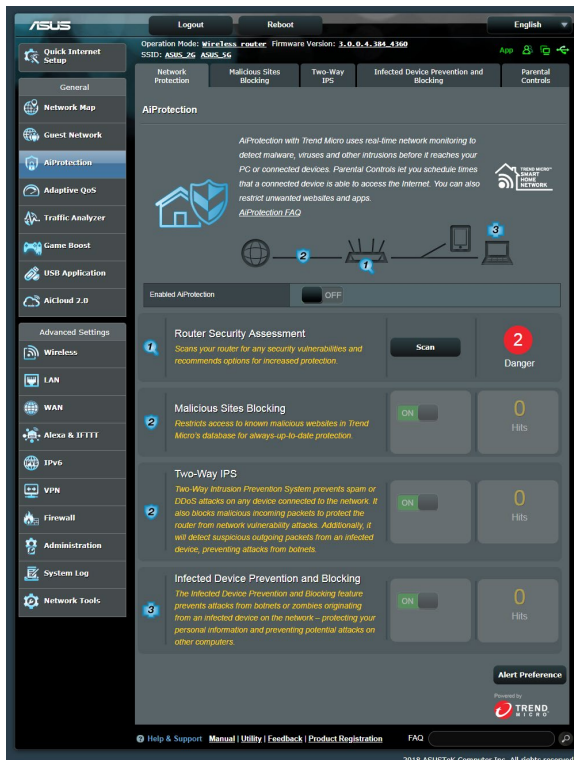 ASUS
Logout
Reboot
English
Quick Internet
Setup
Operation Mode: Wireless router Firmware Version: 3.0.0.4.384_4360
SSID: ASUS_2G ASUS_5G
App
General
Network Map
Guest Network
AiProtection
Adaptive QoS
Traffic Analyzer
Game Boost
USB Application
AiCloud 2.0
Advanced Settings
Wireless
LAN
WAN
Alexa & IFTTT
IPv6
VPN
Firewall
Administration
System Log
Network Tools
Network
Protection
Malicious Sites
Blocking
Two-Way
IPS
Infected Device Prevention and
Blocking
Parental
Controls
AiProtection
AiProtection with Trend Micro uses real-time network monitoring to
detect malware, viruses and other intrusions before it reaches your
PC or connected devices. Parental Controls let you schedule times
that a connected device is able to access the Internet. You can also
restrict unwanted websites and apps.
AiProtection FAQ
TREND MICRO™
SMART
HOME
NETWORK
2
1
3
Enabled AiProtection
OFF
1
Router Security Assessment
Scans your router for any security vulnerabilities and
recommends options for increased protection.
Scan
2
Danger
2
Malicious Sites Blocking
Restricts access to known malicious websites in Trend
Micro's database for always-up-to-
date protection.
ON
0
Hits
2
Two-Way IPS
Two-Way Intrusion Prevention System prevents spam or
DDoS attacks on any device connected to the network. It
also blocks malicious incoming packets to protect the
router from network vulnerability attacks. Additionally, it
will detect suspicious outgoing packets from an infected
device, preventing attacks from botnets.
ON
0
Hits
3
Infected Device Prevention and Blocking
The Infected Device Prevention and Blocking feature
prevents attacks from botnets or zombies originating
from an infected device on the network – protecting your
personal information and preventing potential attacks on
other computers.
ON
0
Hits
Alert Preference
Powered by
TREND
MICRO
Help & Support Manual | Utility | Feedback | Product Registration FAQ
2018 ASUSTeK Computer Inc. All rights reserved